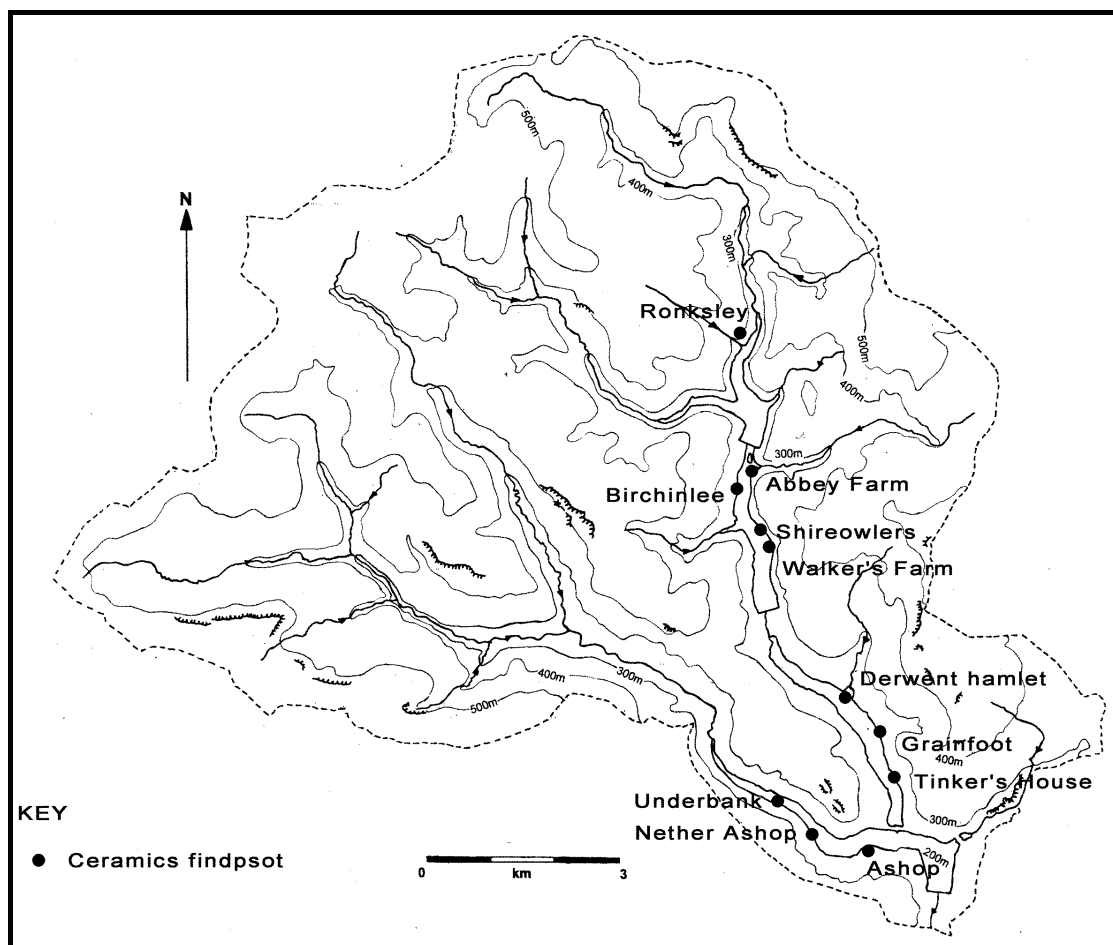 500m
N
400m
300m
Ronksley
500m
400m
300m
Abbey Farm
Birchinlee
Shireowlers
Walker's Farm
Derwent hamlet
300m
400m
500m
Grainfoot
400m
Tinker's House
Underbank
300m
KEY
Nether Ashop
200m
Ceramics findpsot
Ashop
0 km 3